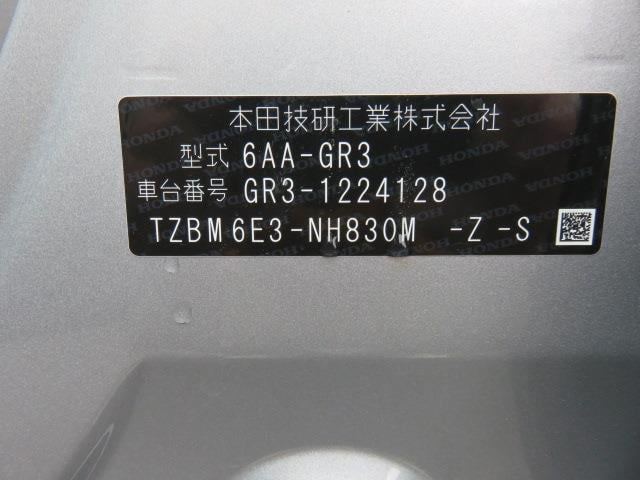 本田技研工業株式会社
型式 6AA-GR3
車台番号 GR3-1224128
TZBM6E3-NH830M -Z -S